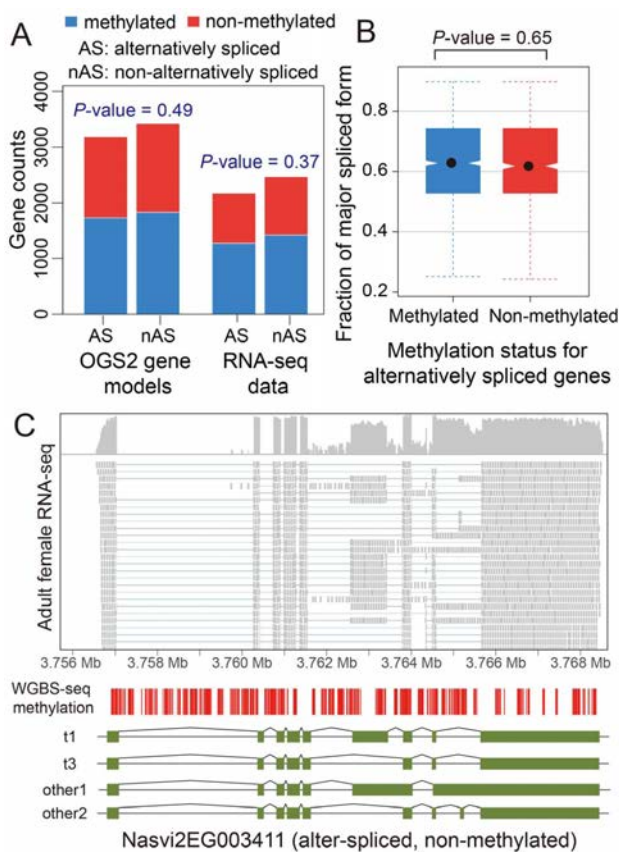 A
methylated non-methylated
AS: alternatively spliced
nAS: non-alternatively spliced
Gene counts
0 1000 2000 3000 4000
P-value = 0.49
P-value = 0.37
AS nAS AS nAS
OGS2 gene models
RNA-seq data
B
P-value = 0.65
Fraction of major spliced form
0.2 0.4 0.6 0.8
Methylated Non-methylated
Methylation status for
alternatively spliced genes
C
Adult female RNA-seq
3.756 Mb 3.758 Mb 3.760 Mb 3.762 Mb 3.764 Mb 3.766 Mb 3.768 Mb
WGBS-seq
methylation
t1
t3
other1
other2
Nasvi2EG003411 (alter-spliced, non-methylated)